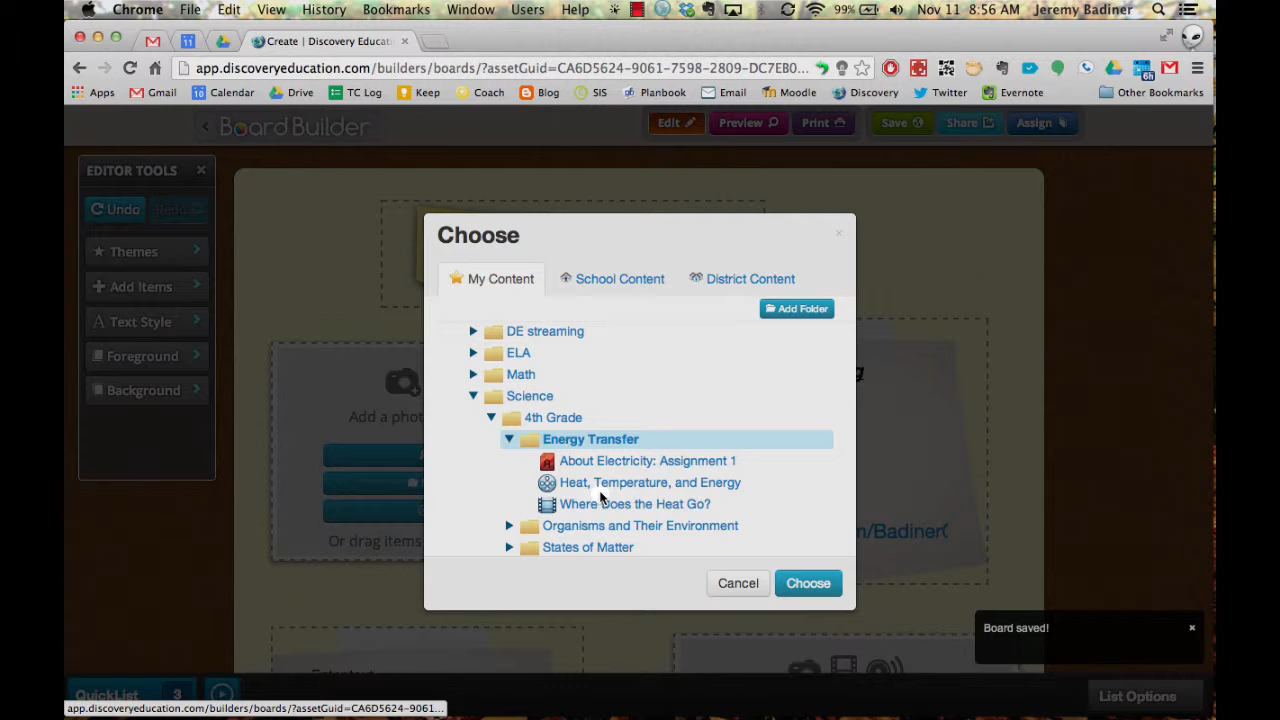 Chrome File Edit View History Bookmarks Window Users Help 99% Nov 11 8:56 AM Jeremy Badiner
11 Create | Discovery Educati ×
app.discoveryeducation.com/builders/boards/?assetGuid=CA6D5624-9061-7598-2809-DC7EB0... 6h
Apps Gmail 10 Calendar Drive TC Log Keep Coach Blog SIS Planbook Email Moodle Discovery Twitter Evernote Other Bookmarks
Board Builder Edit Preview Print Save Share Assign
EDITOR TOOLS ×
Undo Redo
Themes
Add Items
Text Style
Foreground
Background
Choose ×
My Content School Content District Content
Add Folder
DE streaming
ELA
Math
Science
4th Grade
Energy Transfer
About Electricity: Assignment 1
Heat, Temperature, and Energy
Where Does the Heat Go?
Organisms and Their Environment
States of Matter
Cancel Choose
Add a phot
Or drag items
m/Badiner(
Board saved! ×
QuickList 3 List Options
app.discoveryeducation.com/builders/boards/?assetGuid=CA6D5624-9061...